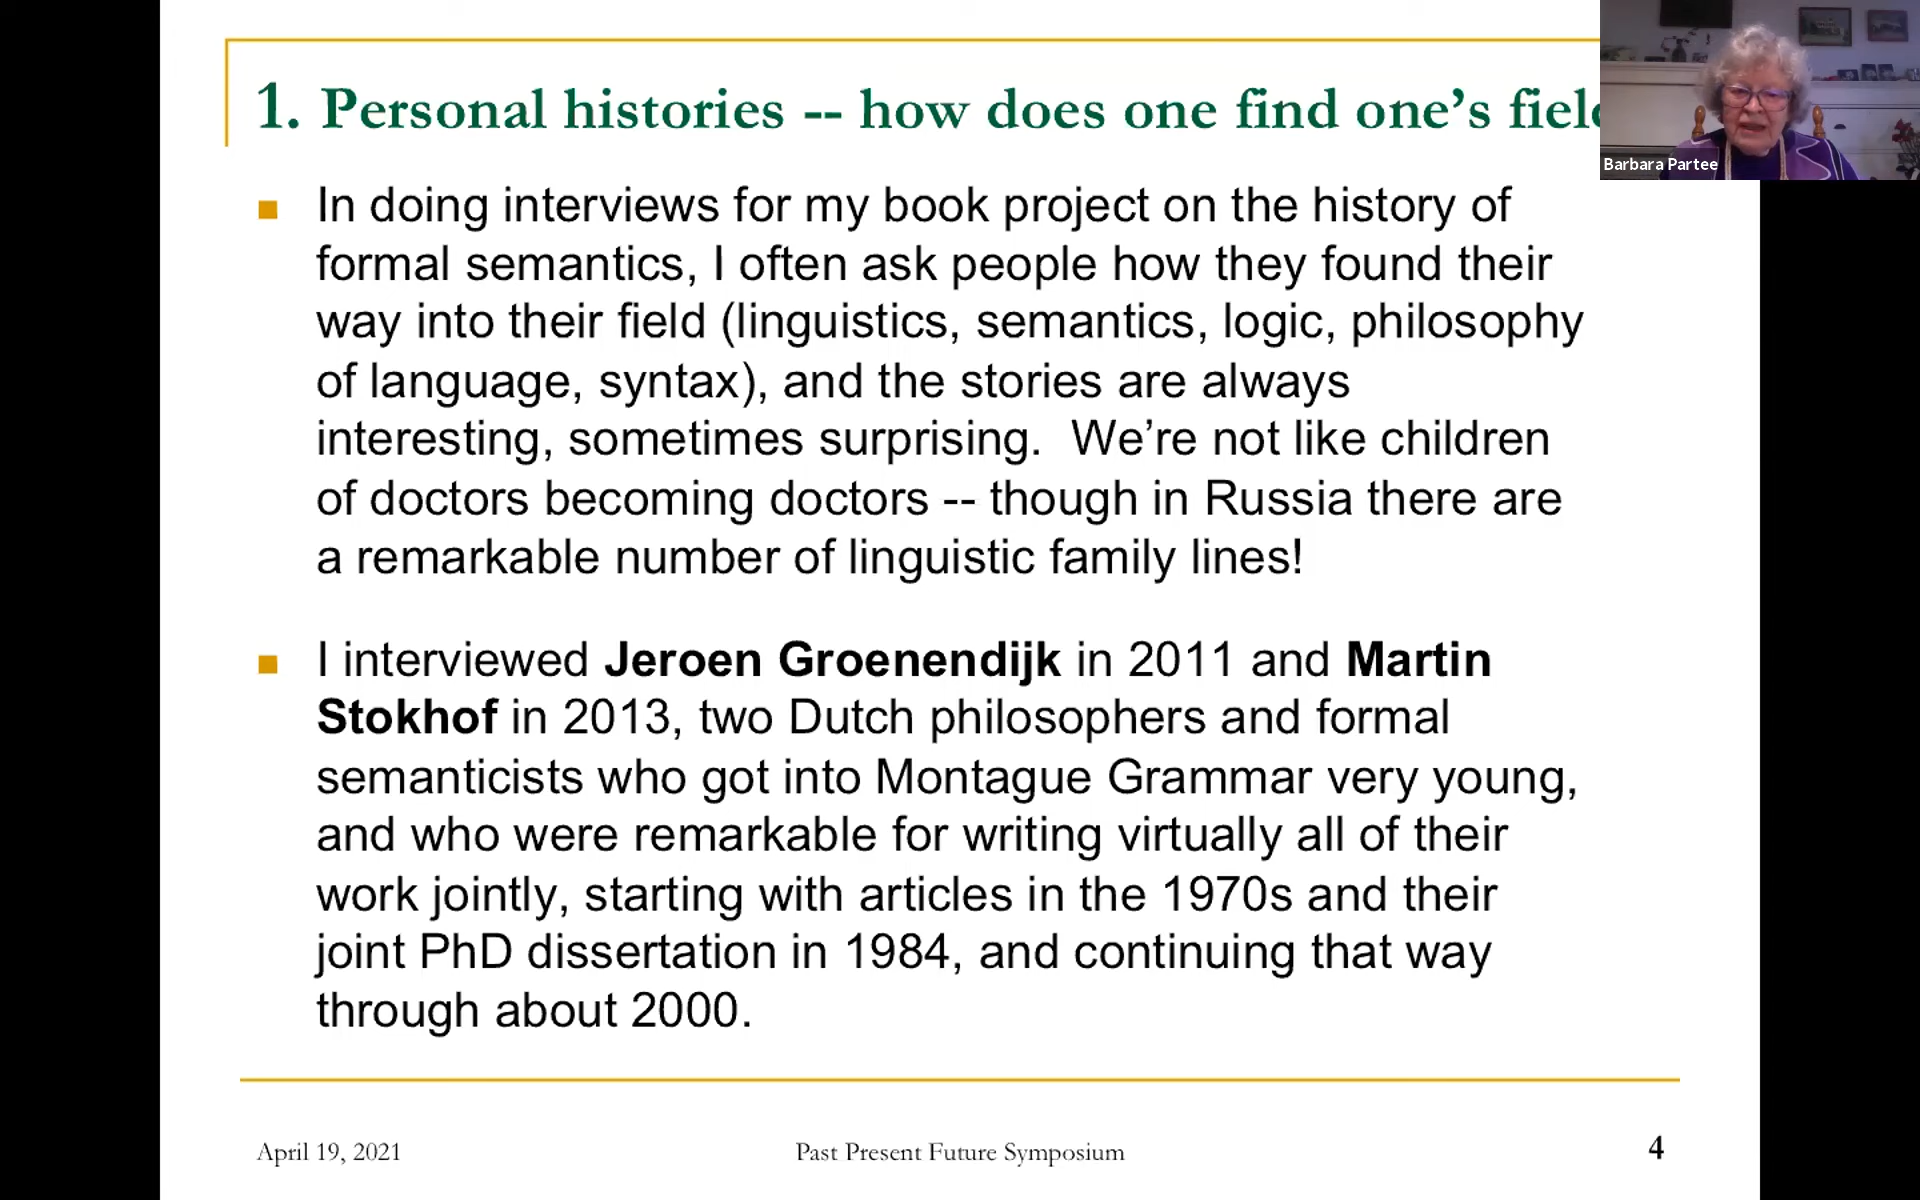 1. Personal histories -- how does one find one’s fiel
Barbara Partee
In doing interviews for my book project on the history of
formal semantics, I often ask people how they found their
way into their field (linguistics, semantics, logic, philosophy
of language, syntax), and the stories are always
interesting, sometimes surprising.  We’re not like children
of doctors becoming doctors -- though in Russia there are
a remarkable number of linguistic family lines!
I interviewed Jeroen Groenendijk in 2011 and Martin
Stokhof in 2013, two Dutch philosophers and formal
semanticists who got into Montague Grammar very young,
and who were remarkable for writing virtually all of their
work jointly, starting with articles in the 1970s and their
joint PhD dissertation in 1984, and continuing that way
through about 2000.
April 19, 2021
Past Present Future Symposium
4